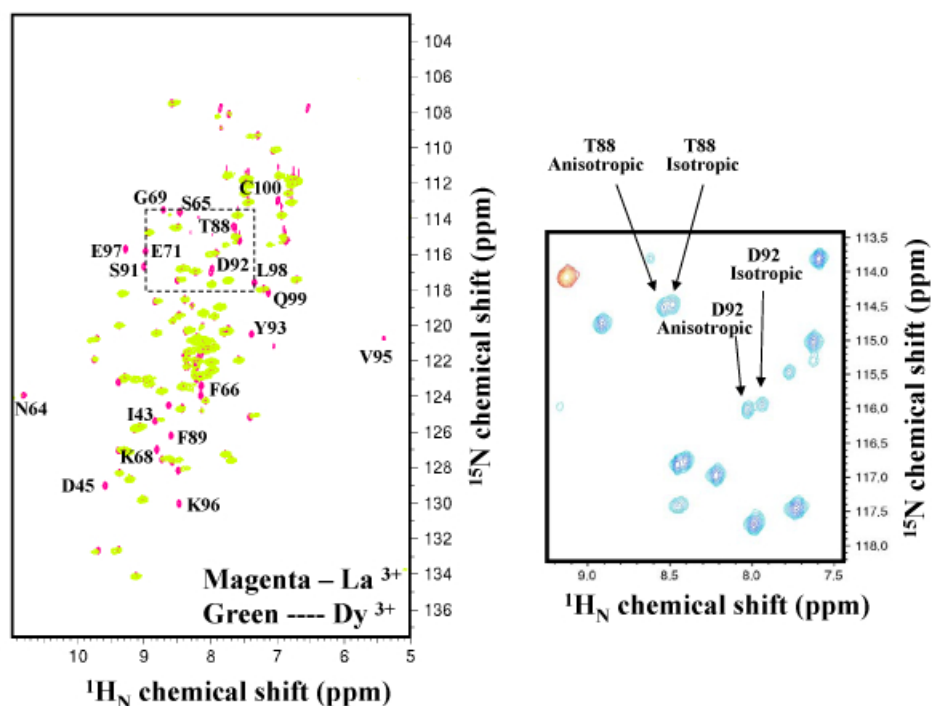 104
106
108
110
112
114
116
118
120
122
124
126
128
130
132
134
136
C100
G69
S65
T88
E97
E71
S91
D92
L98
Q99
Y93
V95
F66
N64
I43
F89
K68
D45
K96
Magenta – La ³⁺
Green ---- Dy ³⁺
10
9
8
7
6
5
¹H_N chemical shift (ppm)
¹⁵N chemical shift (ppm)
T88
Anisotropic
T88
Isotropic
D92
Isotropic
D92
Anisotropic
113.5
114.0
114.5
115.0
115.5
116.0
116.5
117.0
117.5
118.0
9.0
8.5
8.0
7.5
¹H_N chemical shift (ppm)
¹⁵N chemical shift (ppm)